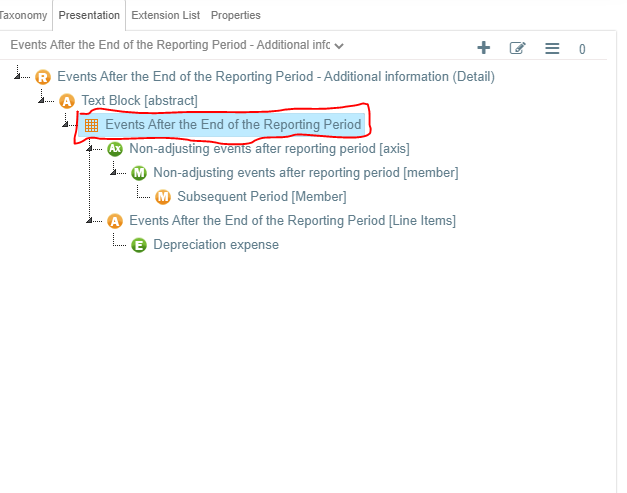 Taxonomy Presentation Extension List Properties
Events After the End of the Reporting Period - Additional infc 0
R Events After the End of the Reporting Period - Additional information (Detail)
A Text Block [abstract]
Events After the End of the Reporting Period
Ax Non-adjusting events after reporting period [axis]
M Non-adjusting events after reporting period [member]
M Subsequent Period [Member]
A Events After the End of the Reporting Period [Line Items]
E Depreciation expense